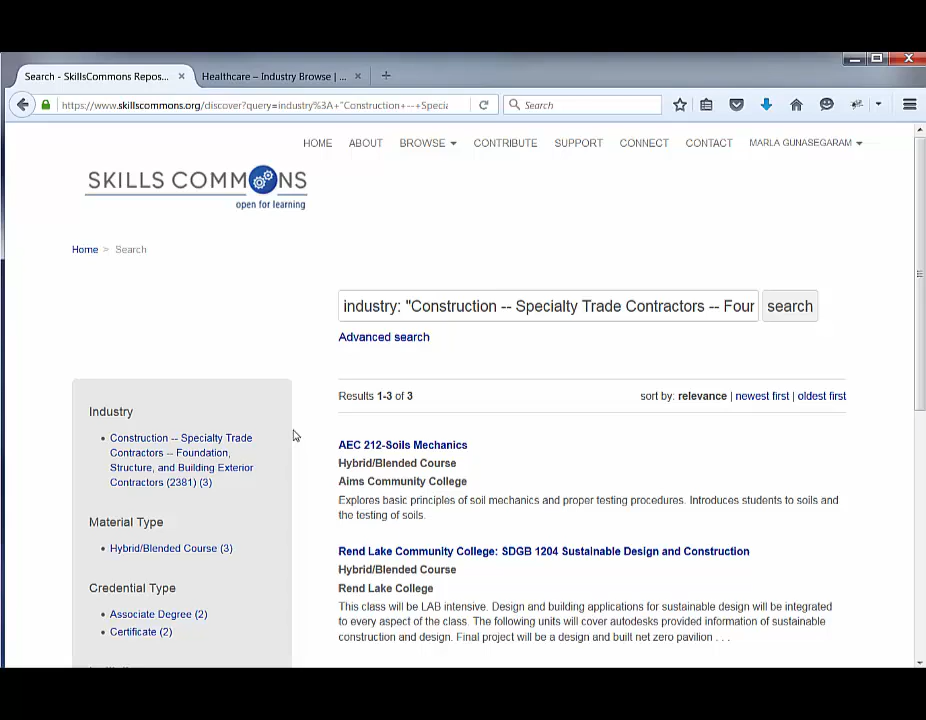 Search - SkillsCommons Repos...
Healthcare – Industry Browse | ...
https://www.skillscommons.org/discover?query=industry%3A+"Construction+--+Specia
Search
HOME
ABOUT
BROWSE
CONTRIBUTE
SUPPORT
CONNECT
CONTACT
MARLA GUNASEGARAM
SKILLS COMMONS
open for learning
Home > Search
industry: "Construction -- Specialty Trade Contractors -- Four
search
Advanced search
Results 1-3 of 3
sort by: relevance | newest first | oldest first
Industry
Construction -- Specialty Trade
Contractors -- Foundation,
Structure, and Building Exterior
Contractors (2381) (3)
Material Type
Hybrid/Blended Course (3)
Credential Type
Associate Degree (2)
Certificate (2)
AEC 212-Soils Mechanics
Hybrid/Blended Course
Aims Community College
Explores basic principles of soil mechanics and proper testing procedures. Introduces students to soils and
the testing of soils.
Rend Lake Community College: SDGB 1204 Sustainable Design and Construction
Hybrid/Blended Course
Rend Lake College
This class will be LAB intensive. Design and building applications for sustainable design will be integrated
to every aspect of the class. The following units will cover autodesks provided information of sustainable
construction and design. Final project will be a design and built net zero pavilion . . .